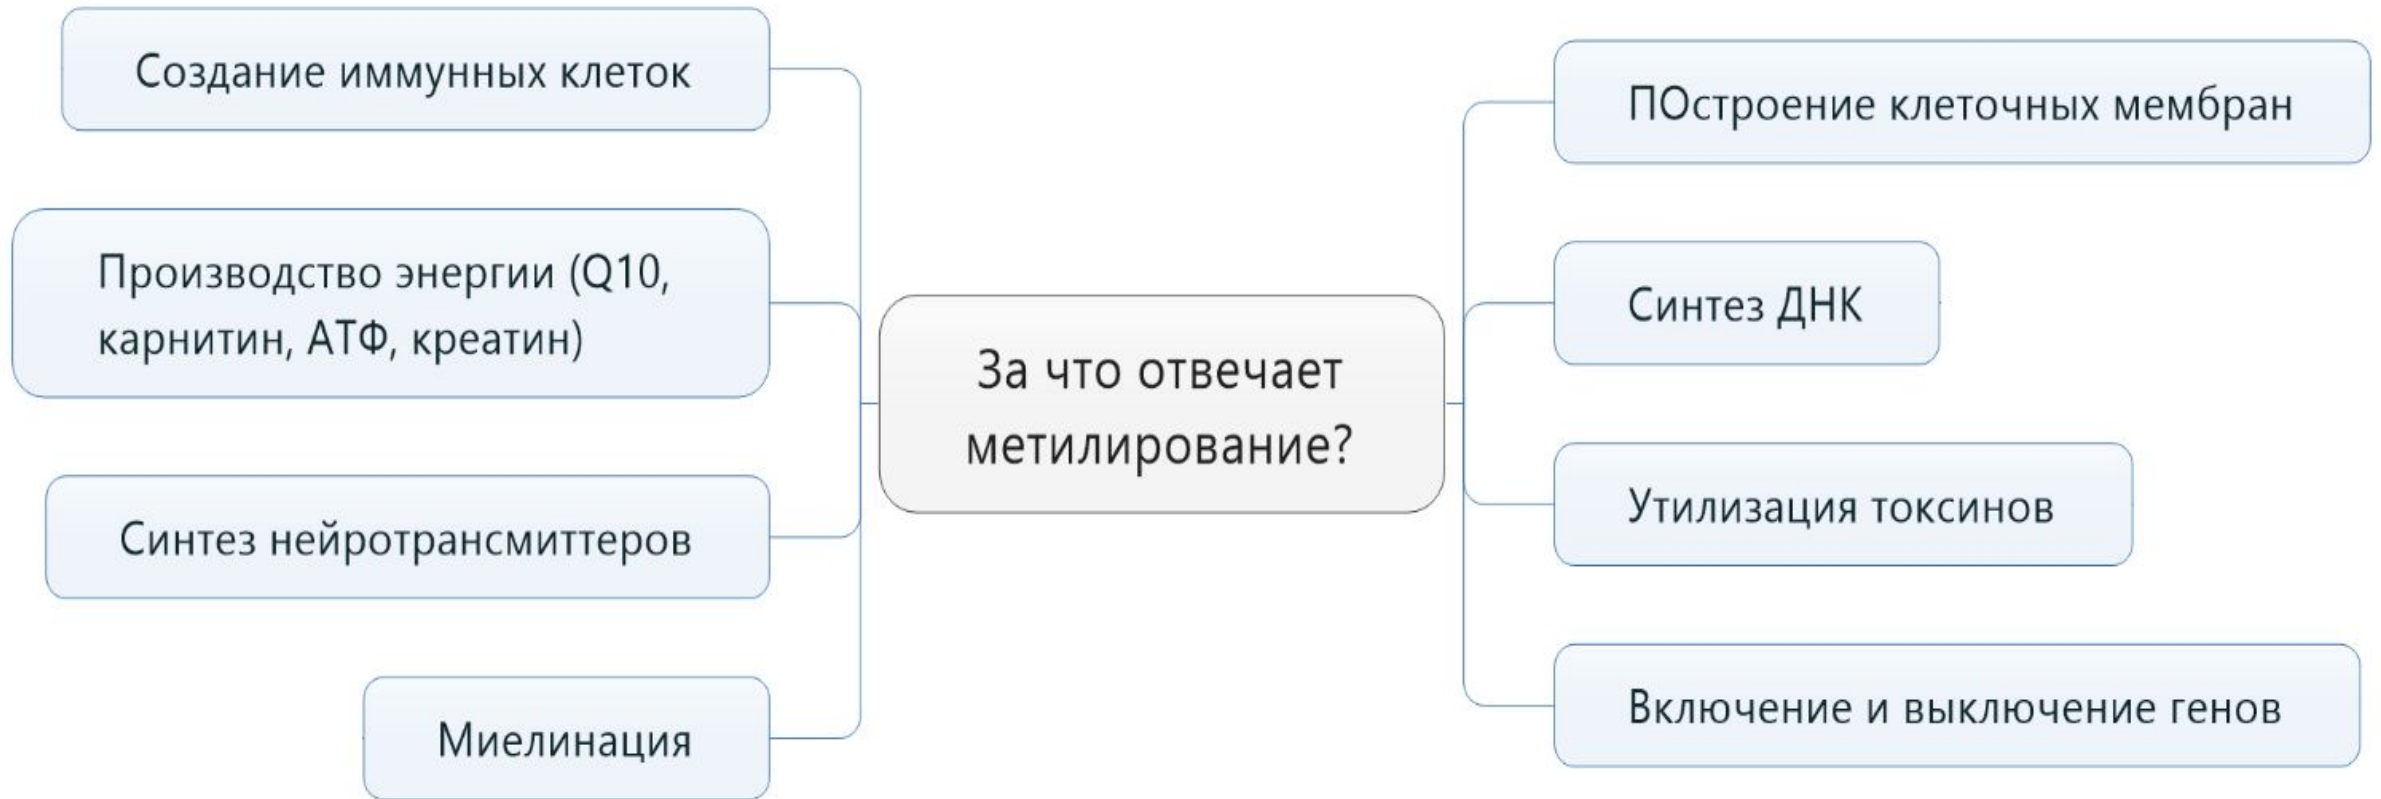 Создание иммунных клеток
Производство энергии (Q10,
карнитин, АТФ, креатин)
Синтез нейротрансмиттеров
Миелинация
За что отвечает
метилирование?
ПОстроение клеточных мембран
Синтез ДНК
Утилизация токсинов
Включение и выключение генов